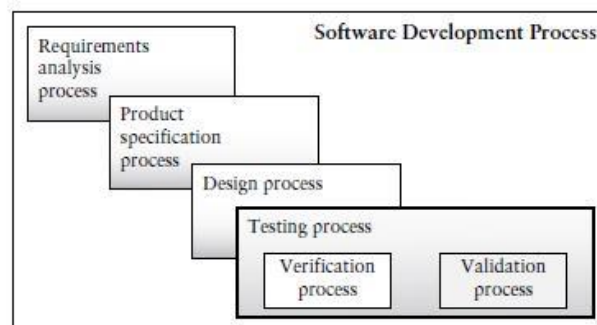 Software Development Process
Requirements
analysis
process
Product
specification
process
Design process
Testing process
Verification
process
Validation
process